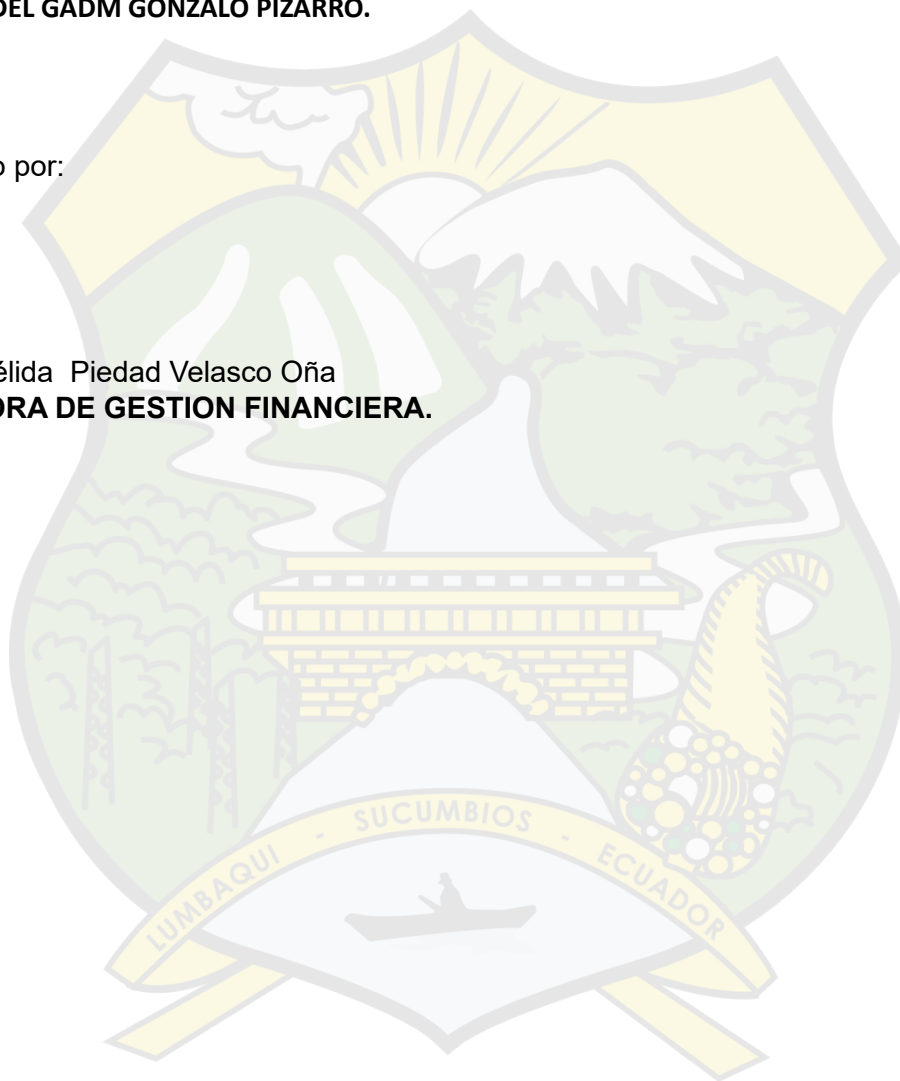 DEL GADM GONZALO PIZARRO.
o por:
élida  Piedad Velasco Oña
ORA DE GESTION FINANCIERA.
LUMBAQUI - SUCUMBIOS - ECUADOR